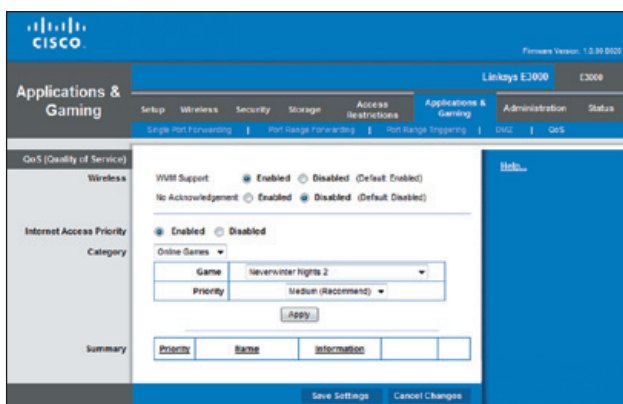 CISCO
Firmware Version: 1.0.00 B020
Linksys E3000 E3000
Applications & Gaming
Setup Wireless Security Storage Access Restrictions Applications & Gaming Administration Status
Single Port Forwarding | Port Range Forwarding | Port Range Triggering | DMZ | QoS
QoS (Quality of Service)
Help...
Wireless
WMM Support: Enabled Disabled (Default: Enabled)
No Acknowledgement: Enabled Disabled (Default: Disabled)
Internet Access Priority
Enabled Disabled
Category
Online Games
Game Neverwinter Nights 2
Priority Medium (Recommend)
Apply
Summary
Priority Name Information
Save Settings Cancel Changes